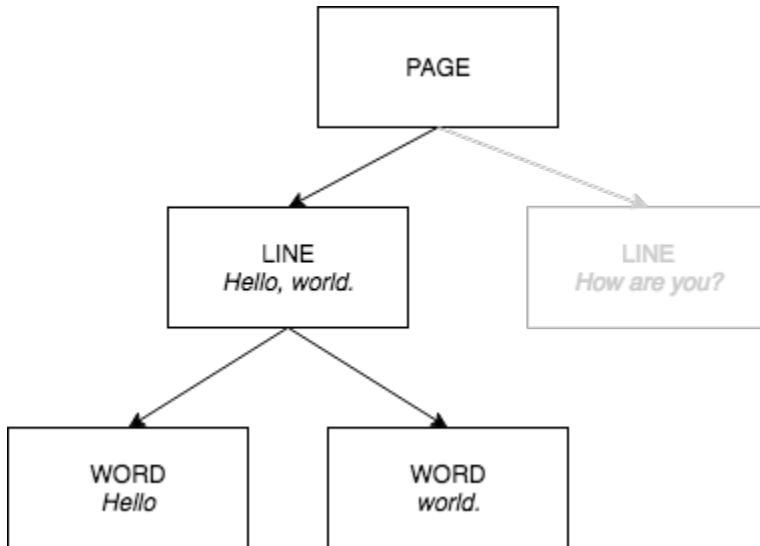 PAGE
LINE
Hello, world.
LINE
How are you?
WORD
Hello
WORD
world.